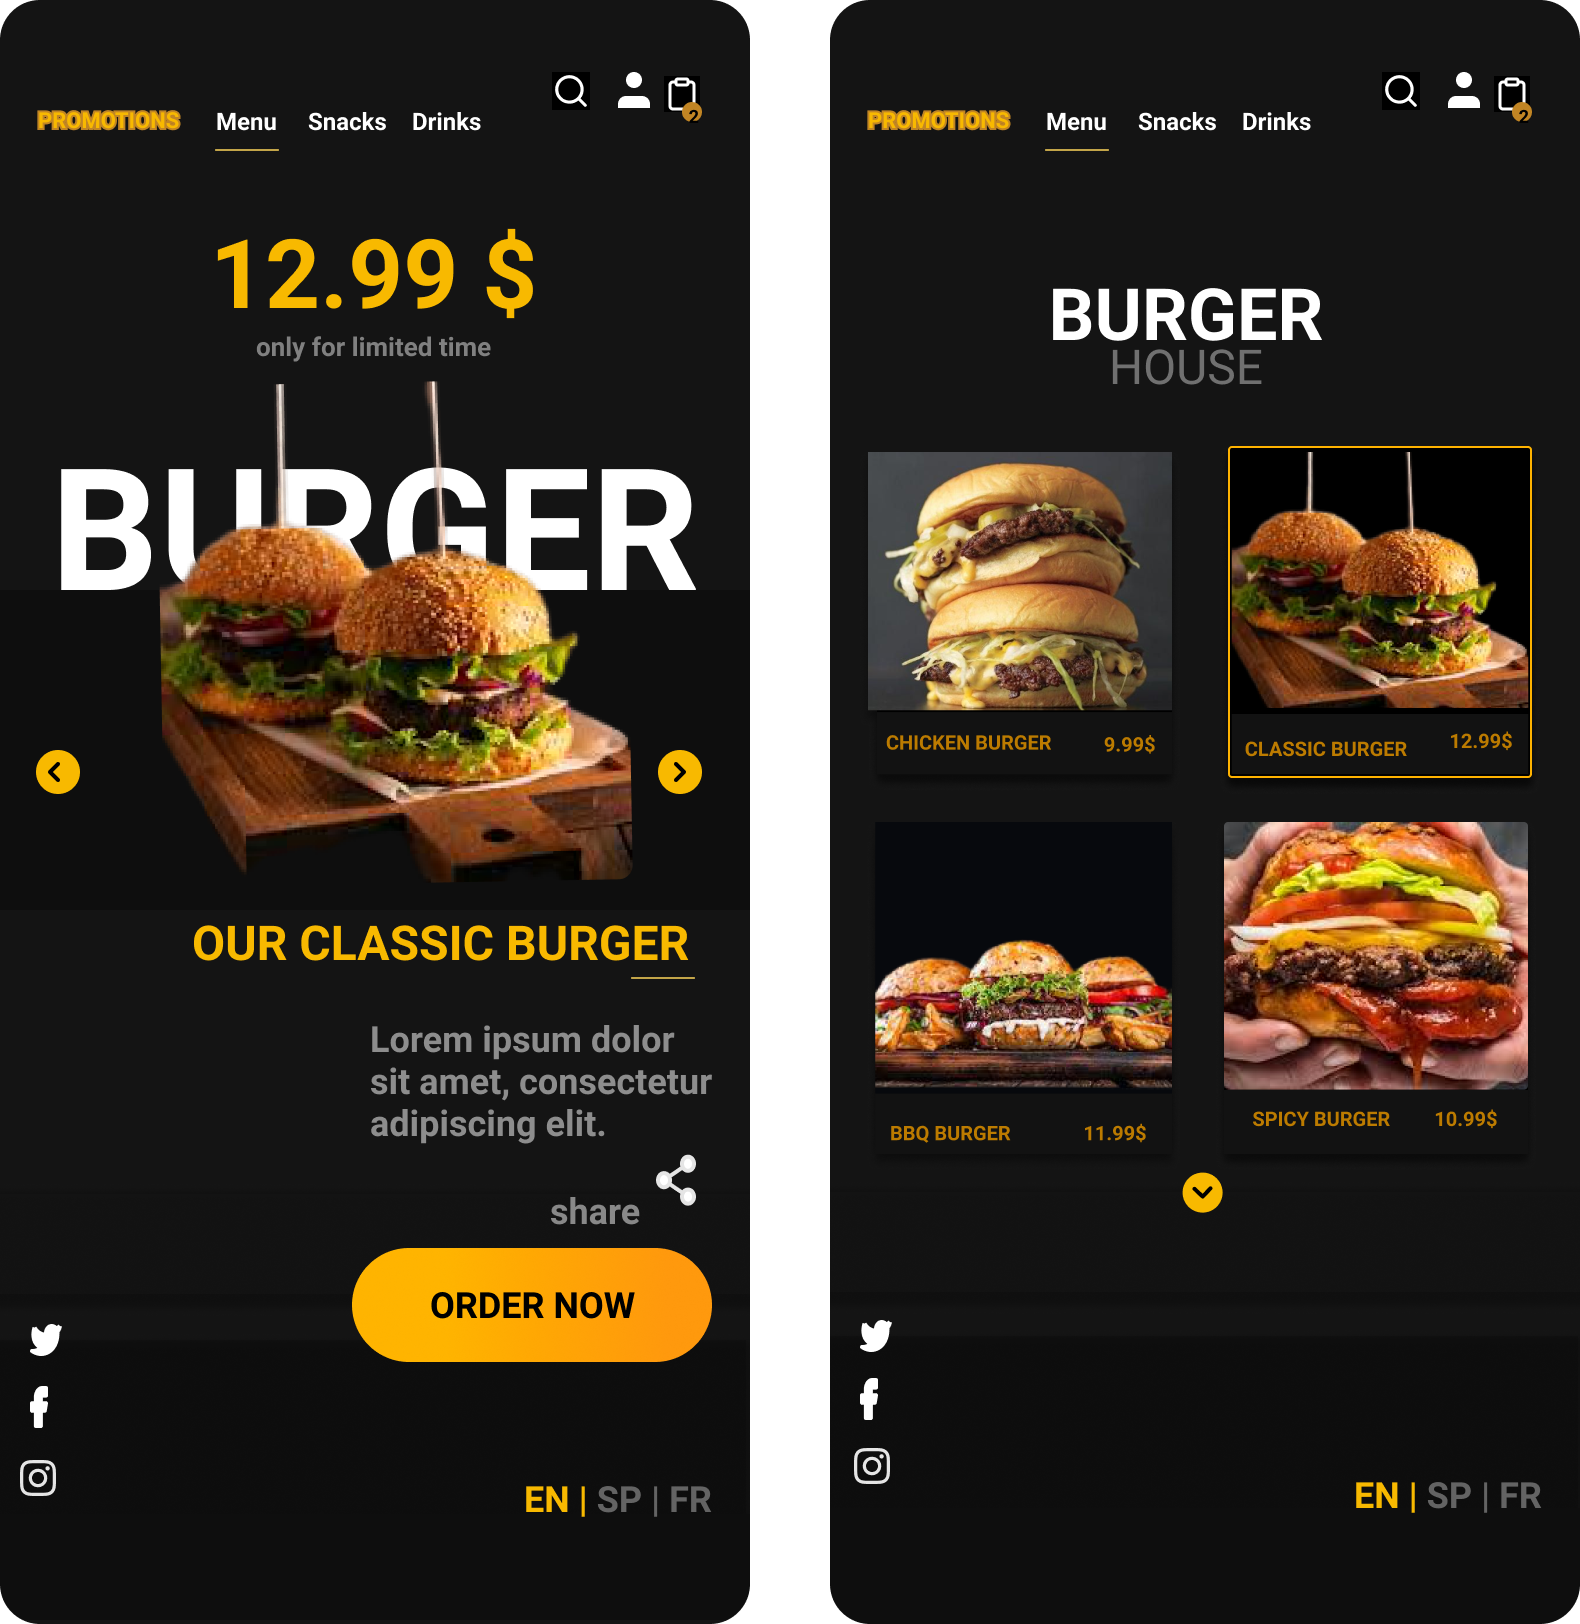 PROMOTIONS Menu Snacks Drinks
2
12.99 $
only for limited time
BURGER
OUR CLASSIC BURGER
Lorem ipsum dolor
sit amet, consectetur
adipiscing elit.
share
ORDER NOW
EN | SP | FR
PROMOTIONS Menu Snacks Drinks
2
BURGER
HOUSE
CHICKEN BURGER 9.99$
CLASSIC BURGER 12.99$
BBQ BURGER 11.99$
SPICY BURGER 10.99$
EN | SP | FR